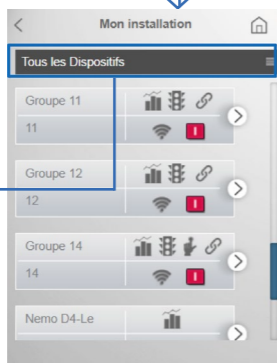 Mon installation
Tous les Dispositifs
Groupe 11
11
Groupe 12
12
Groupe 14
14
Nemo D4-Le